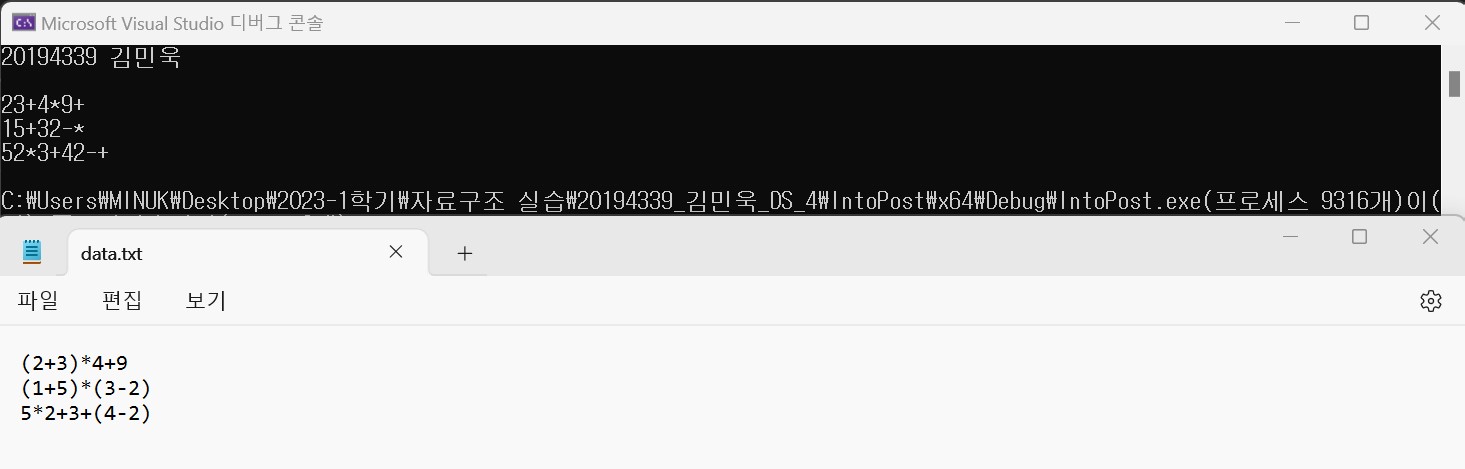 Microsoft Visual Studio 디버그 콘솔
20194339 김민욱
23+4*9+
15+32-*
52*3+42-+
C:₩Users₩MINUK₩Desktop₩2023-1학기₩자료구조 실습₩20194339_김민욱_DS_4₩IntoPost₩x64₩Debug₩IntoPost.exe(프로세스 9316개)이(
data.txt
파일 편집 보기
(2+3)*4+9
(1+5)*(3-2)
5*2+3+(4-2)